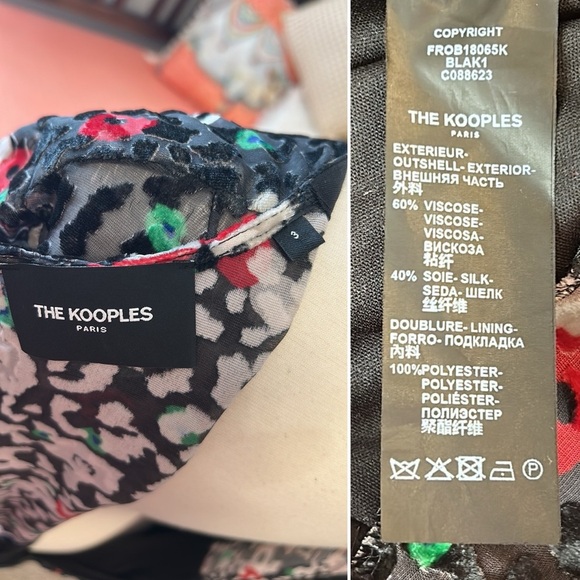 THE KOOPLES
PARIS
3
COPYRIGHT
FROB18065K
BLAK1
C088623
THE KOOPLES
PARIS
EXTERIEUR-
OUTSHELL-EXTERIOR-
ВНЕШНЯЯ ЧАСТЬ
外料
60% VISCOSE-
VISCOSE-
VISCOSA-
ВИСКОЗА
粘纤
40% SOIE- SILK-
SEDA- ШЕЛК
丝纤维
DOUBLURE- LINING-
FORRO- ПОДКЛАДКА
內料
100%POLYESTER-
POLYESTER-
POLIÉSTER-
ПОЛИЭСТЕР
聚酯纤维
P